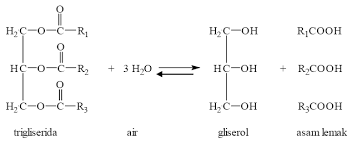 O
H₂C—O—C—R₁
H₂C—OH
R₁COOH
O
HC—O—C—R₂
+ 3 H₂O
HC—OH
+
R₂COOH
O
H₂C—O—C—R₃
H₂C—OH
R₃COOH
trigliserida
air
gliserol
asam lemak